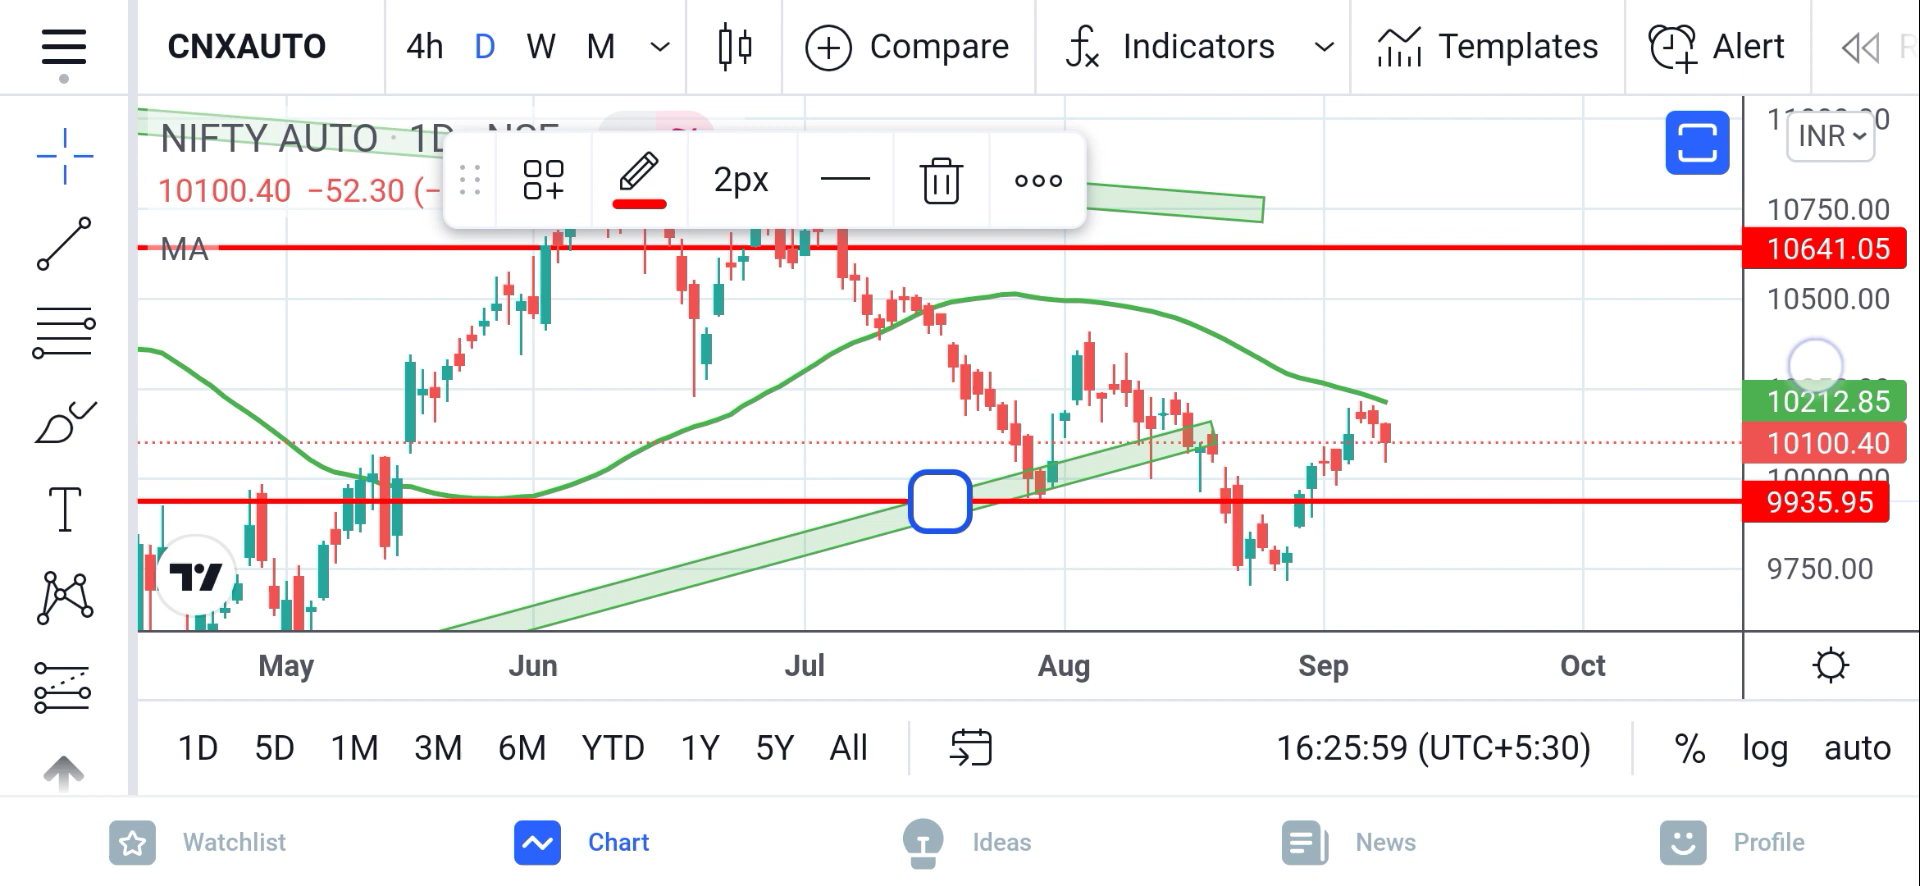 CNXAUTO 4h D W M Compare Indicators Templates Alert
NIFTY AUTO · 1D
10100.40 −52.30 (−
MA
2px
INR
10750.00
10641.05
10500.00
10212.85
10100.40
9935.95
9750.00
May Jun Jul Aug Sep Oct
1D 5D 1M 3M 6M YTD 1Y 5Y All 16:25:59 (UTC+5:30) % log auto
Watchlist Chart Ideas News Profile